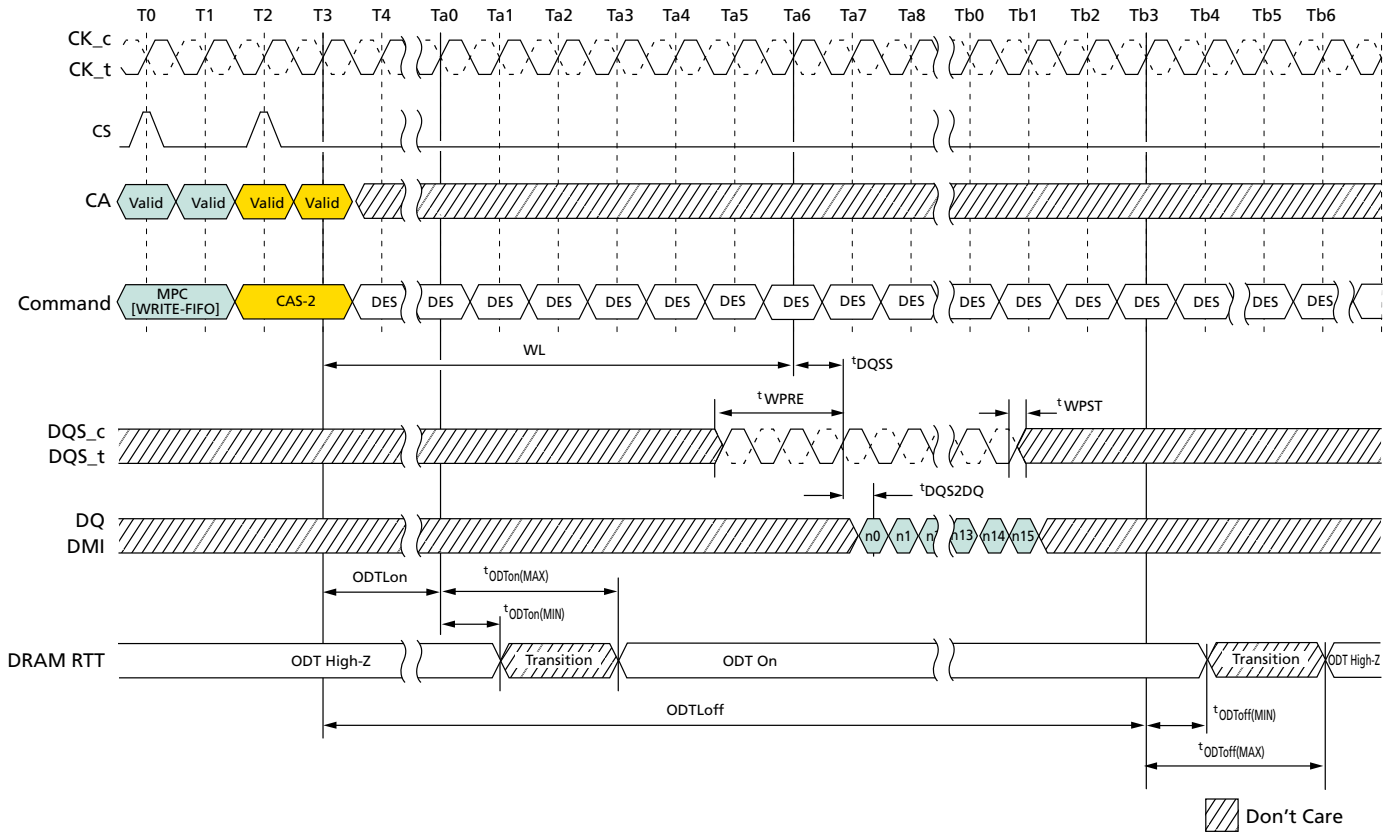 T0 T1 T2 T3 T4 Ta0 Ta1 Ta2 Ta3 Ta4 Ta5 Ta6 Ta7 Ta8 Tb0 Tb1 Tb2 Tb3 Tb4 Tb5 Tb6
CK_c
CK_t
CS
CA Valid Valid Valid Valid
Command MPC [WRITE-FIFO] CAS-2 DES DES DES DES DES DES DES DES DES DES DES DES DES DES DES DES DES
WL
tDQSS
tWPRE
tWPST
DQS_c
DQS_t
tDQS2DQ
DQ
DMI
n0 n1 n n13 n14 n15
ODTLon
tODTon(MAX)
tODTon(MIN)
DRAM RTT ODT High-Z Transition ODT On Transition ODT High-Z
ODTLoff
tODToff(MIN)
tODToff(MAX)
Don't Care